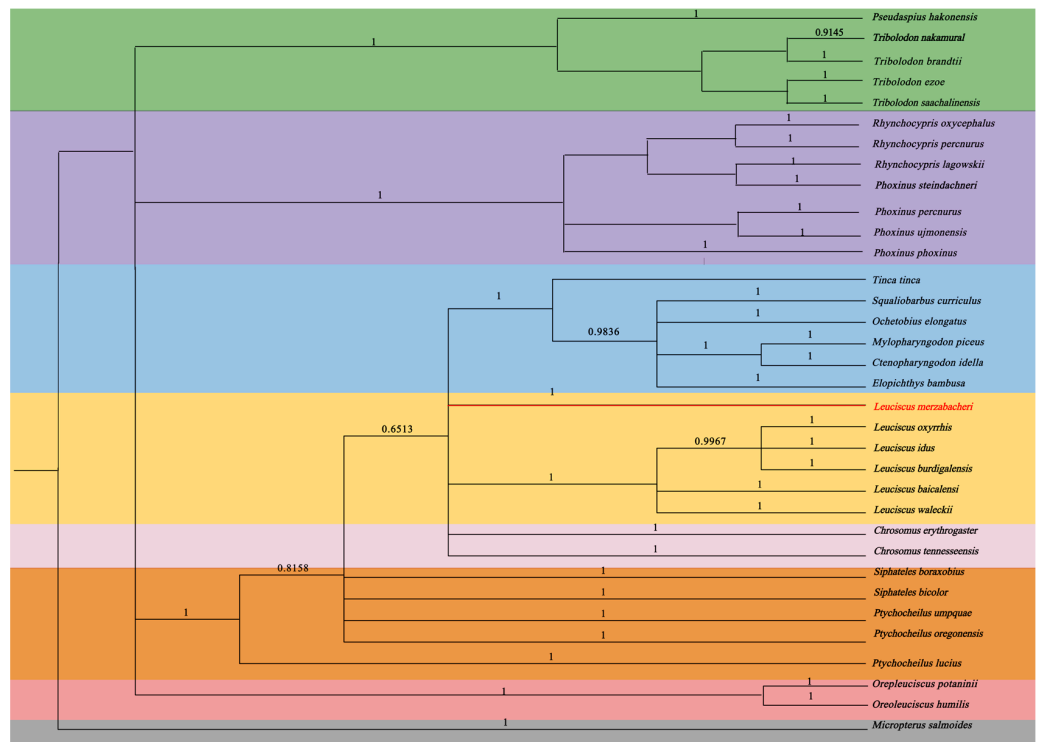 1
Pseudaspius hakonensis
0.9145
Tribolodon nakamural
1
1
Tribolodon brandtii
1
Tribolodon ezoe
1
Tribolodon saachalinensis
1
Rhynchocypris oxycephalus
1
Rhynchocypris percnurus
1
Rhynchocypris lagowskii
1
Phoxinus steindachneri
1
1
Phoxinus percnurus
1
Phoxinus ujmonensis
1
Phoxinus phoxinus
Tinca tinca
1
1
Squaliobarbus curriculus
1
Ochetobius elongatus
0.9836
1
Mylopharyngodon piceus
1
1
Ctenopharyngodon idella
1
Elopichthys bambusa
1
Leuciscus merzabacheri
1
Leuciscus oxyrrhis
0.6513
0.9967
1
Leuciscus idus
1
Leuciscus burdigalensis
1
1
Leuciscus baicalensi
1
Leuciscus waleckii
1
Chrosomus erythrogaster
1
Chrosomus tennesseensis
0.8158
1
Siphateles boraxobius
1
Siphateles bicolor
1
1
Ptychocheilus umpquae
1
Ptychocheilus oregonensis
1
Ptychocheilus lucius
1
Orepleuciscus potaninii
1
1
Oreoleuciscus humilis
1
Micropterus salmoides